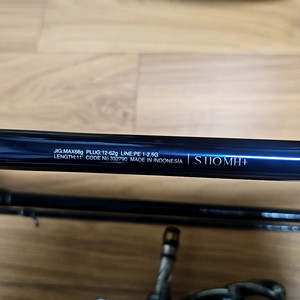 JIG:MAX68g PLUG:12-62g LINE:PE 1-2.5G
LENGTH:11' CODE No.332790 MADE IN INDONESIA
S110MH+